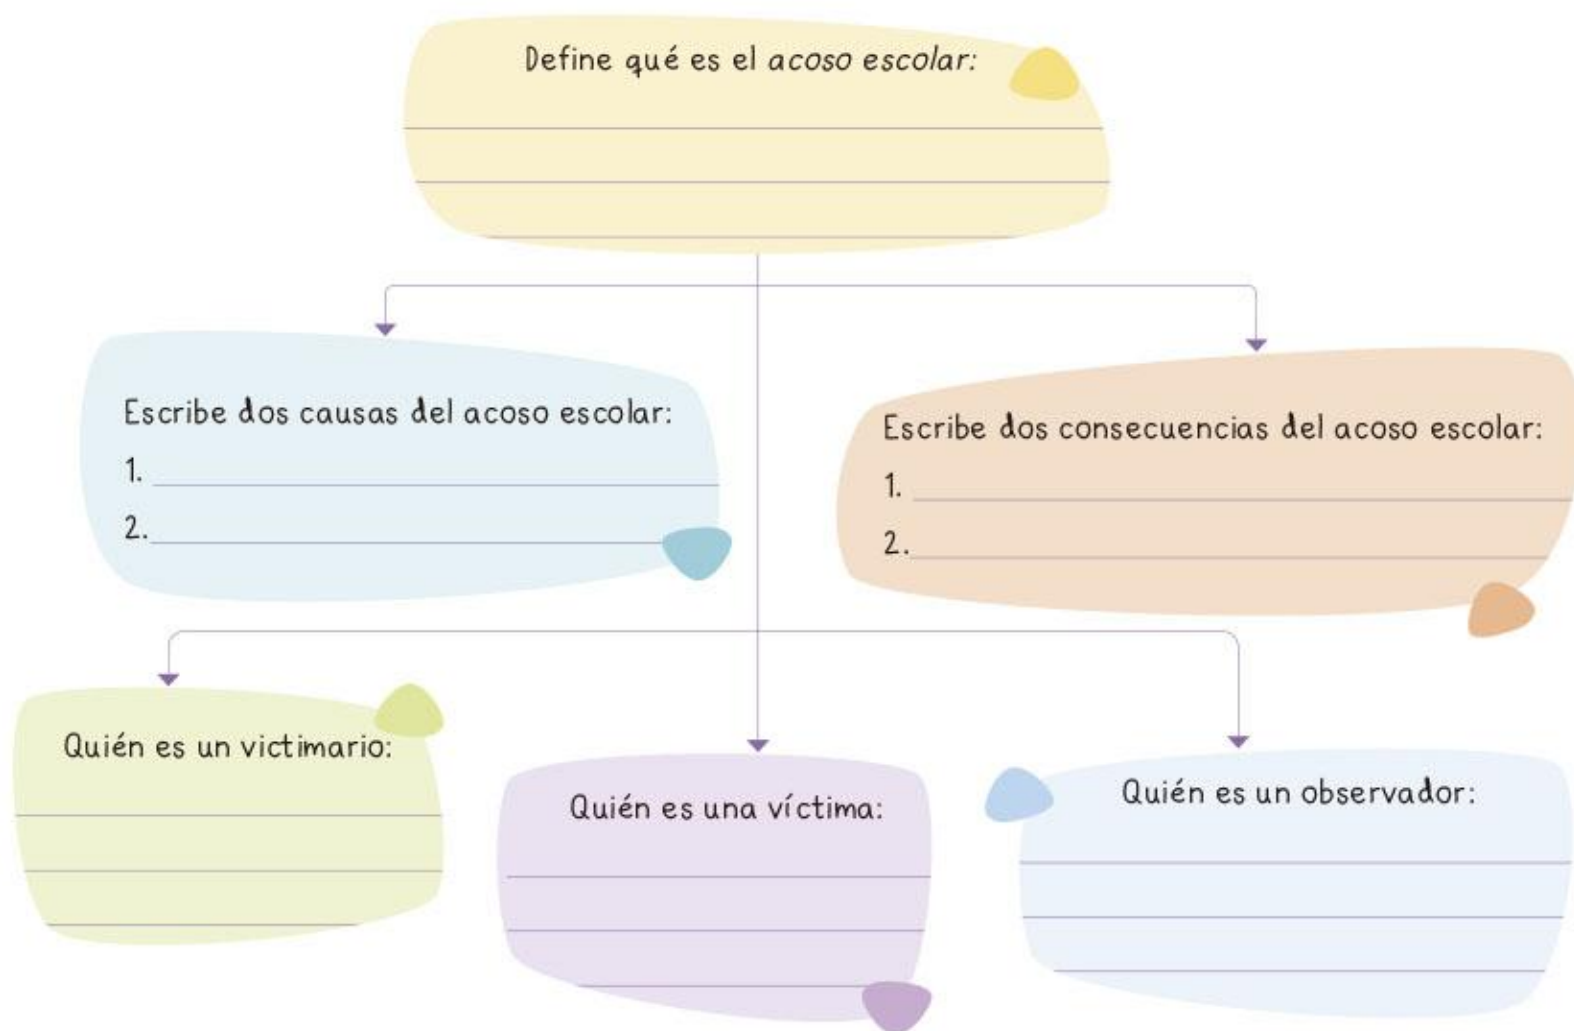 Define qué es el acoso escolar:
Escribe dos causas del acoso escolar:
1.
2.
Escribe dos consecuencias del acoso escolar:
1.
2.
Quién es un victimario:
Quién es una víctima:
Quién es un observador: